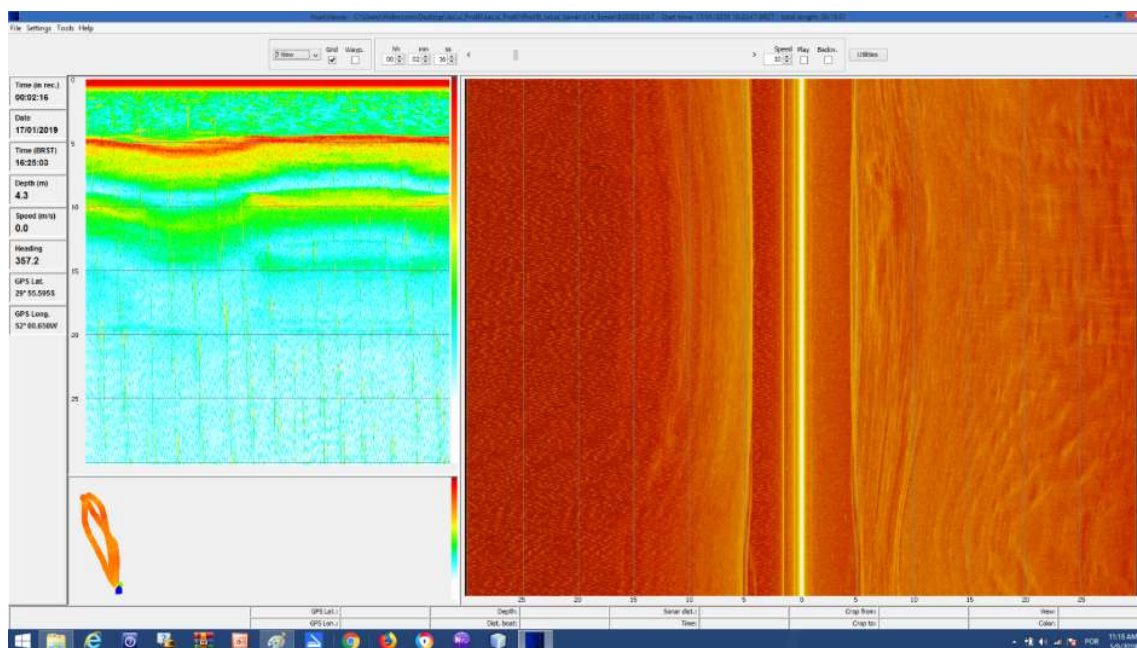 File Settings Tools Help
Grid Wayp. hh mm ss < > Speed Play Backw. Utilities
00 02 16 10
Time (in rec.)
00:02:16
Date
17/01/2019
Time (BRST)
16:25:03
Depth (m)
4.3
Speed (m/s)
0.0
Heading
357.2
GPS Lat.
29° 55.595S
GPS Long.
52° 00.650W
0
5
10
15
20
25
25 20 15 10 5 0 5 10 15 20 25
GPS Lat.: Depth: Sonar dist.: Crop from: View:
GPS Lon.: Dist. boat: Time: Crop to: Color:
POR 11:18 AM